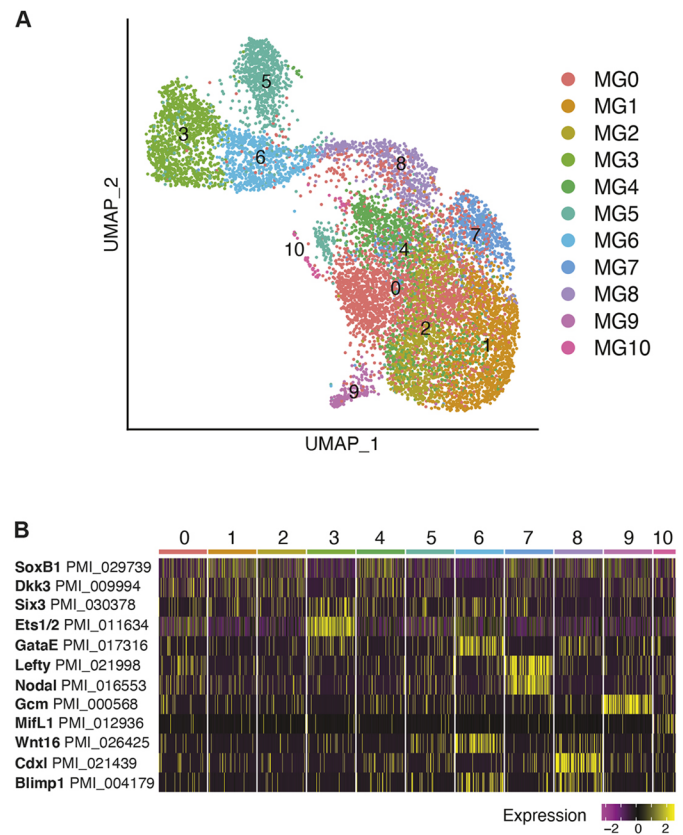 A
UMAP_2
UMAP_1
5
3
6
8
7
10
4
0
2
1
9
MG0
MG1
MG2
MG3
MG4
MG5
MG6
MG7
MG8
MG9
MG10
B
0 1 2 3 4 5 6 7 8 9 10
SoxB1 PMI_029739
Dkk3 PMI_009994
Six3 PMI_030378
Ets1/2 PMI_011634
GataE PMI_017316
Lefty PMI_021998
Nodal PMI_016553
Gcm PMI_000568
MifL1 PMI_012936
Wnt16 PMI_026425
Cdxl PMI_021439
Blimp1 PMI_004179
Expression
−2 0 2